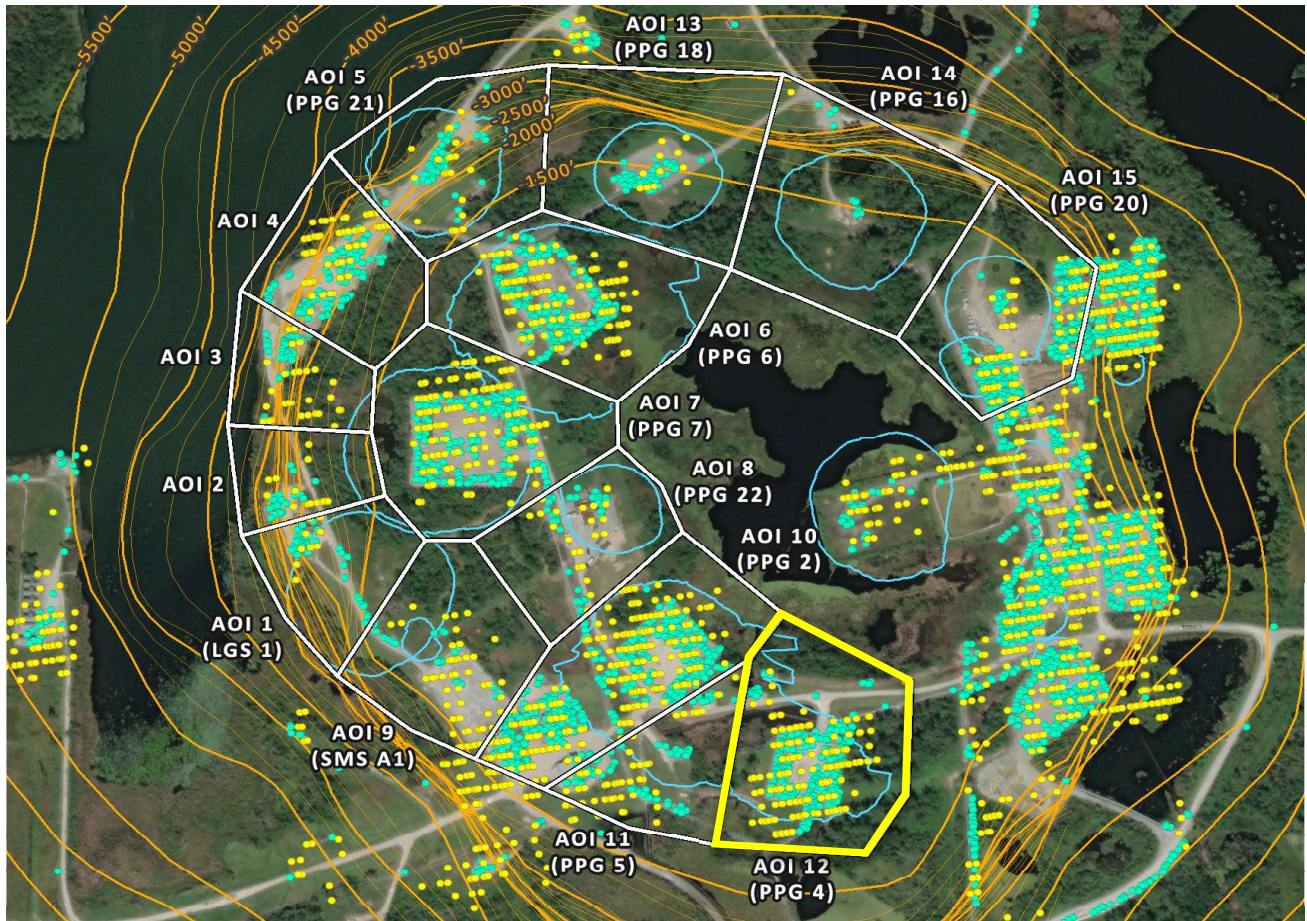 -5500'
-5000'
-4500'
-4000'
-3500'
-3000'
-2500'
-2000'
-1500'
AOI 13
(PPG 18)
AOI 5
(PPG 21)
AOI 14
(PPG 16)
AOI 15
(PPG 20)
AOI 4
AOI 3
AOI 6
(PPG 6)
AOI 7
(PPG 7)
AOI 2
AOI 8
(PPG 22)
AOI 10
(PPG 2)
AOI 1
(LGS 1)
AOI 9
(SMS A1)
AOI 11
(PPG 5)
AOI 12
(PPG 4)